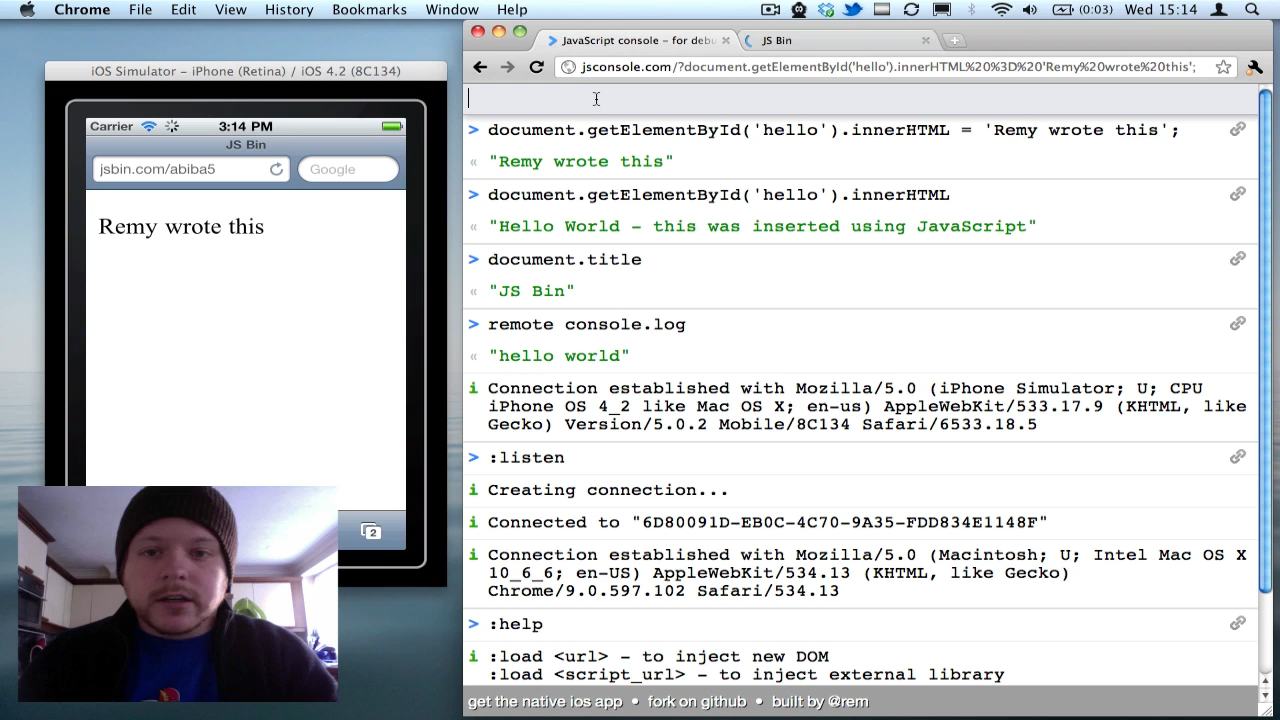 Chrome File Edit View History Bookmarks Window Help (0:03) Wed 15:14
iOS Simulator – iPhone (Retina) / iOS 4.2 (8C134)
Carrier 3:14 PM
JS Bin
jsbin.com/abiba5 Google
Remy wrote this
2
JavaScript console – for debu JS Bin
jsconsole.com/?document.getElementById('hello').innerHTML%20%3D%20'Remy%20wrote%20this';
> document.getElementById('hello').innerHTML = 'Remy wrote this';
« "Remy wrote this"
> document.getElementById('hello').innerHTML
« "Hello World – this was inserted using JavaScript"
> document.title
« "JS Bin"
> remote console.log
« "hello world"
i Connection established with Mozilla/5.0 (iPhone Simulator; U; CPU
iPhone OS 4_2 like Mac OS X; en-us) AppleWebKit/533.17.9 (KHTML, like
Gecko) Version/5.0.2 Mobile/8C134 Safari/6533.18.5
> :listen
i Creating connection...
i Connected to "6D80091D-EB0C-4C70-9A35-FDD834E1148F"
i Connection established with Mozilla/5.0 (Macintosh; U; Intel Mac OS X
10_6_6; en-US) AppleWebKit/534.13 (KHTML, like Gecko)
Chrome/9.0.597.102 Safari/534.13
> :help
i :load <url> – to inject new DOM
:load <script_url> – to inject external library
get the native ios app • fork on github • built by @rem